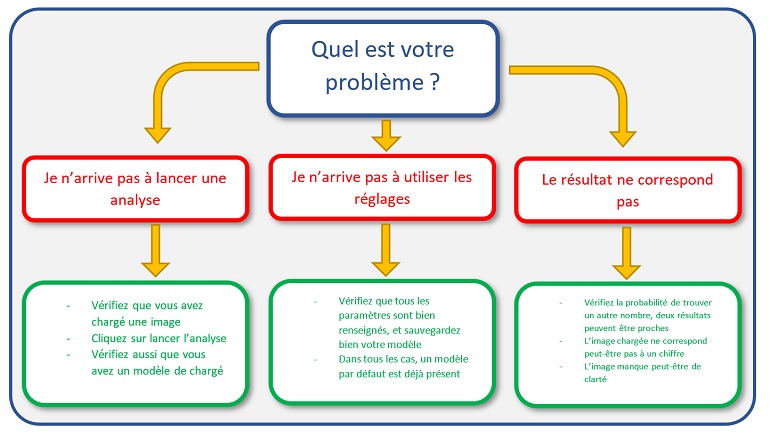 Quel est votre
problème ?
Je n'arrive pas à lancer une
analyse
Je n'arrive pas à utiliser les
réglages
Le résultat ne correspond
pas
- Vérifiez que vous avez
chargé une image
- Cliquez sur lancer l'analyse
- Vérifiez aussi que vous
avez un modèle de chargé
- Vérifiez que tous les
paramètres sont bien
renseignés, et sauvegardez
bien votre modèle
- Dans tous les cas, un modèle
par défaut est déjà présent
- Vérifiez la probabilité de trouver
un autre nombre, deux résultats
peuvent être proches
- L'image chargée ne correspond
peut-être pas à un chiffre
- L'image manque peut-être de
clarté